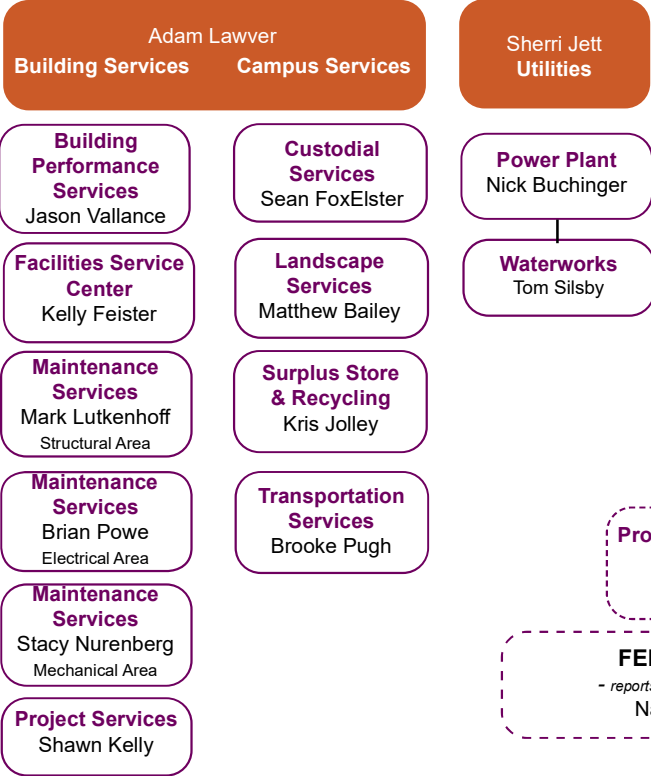 Adam Lawver
Building Services Campus Services
Building
Performance
Services
Jason Vallance
Facilities Service
Center
Kelly Feister
Maintenance
Services
Mark Lutkenhoff
Structural Area
Maintenance
Services
Brian Powe
Electrical Area
Maintenance
Services
Stacy Nurenberg
Mechanical Area
Project Services
Shawn Kelly
Custodial
Services
Sean FoxElster
Landscape
Services
Matthew Bailey
Surplus Store
& Recycling
Kris Jolley
Transportation
Services
Brooke Pugh
Sherri Jett
Utilities
Power Plant
Nick Buchinger
Waterworks
Tom Silsby
-